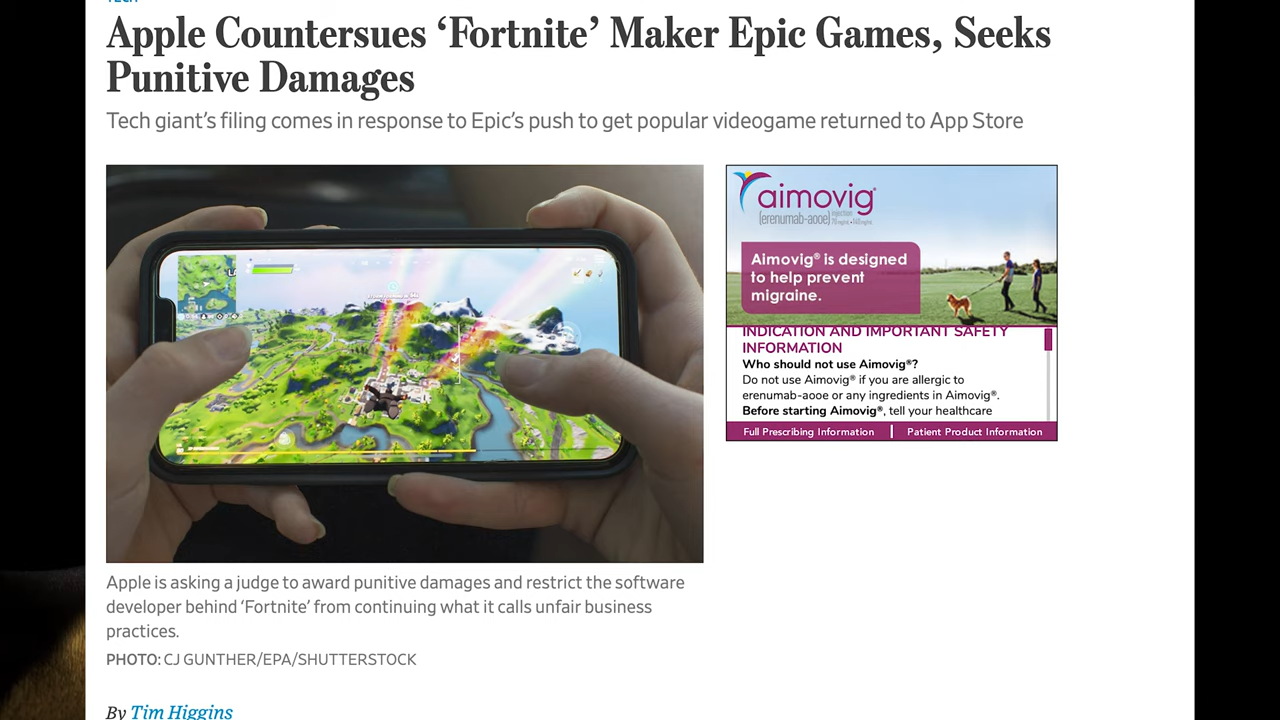 TECH
Apple Countersues ‘Fortnite’ Maker Epic Games, Seeks
Punitive Damages
Tech giant’s filing comes in response to Epic’s push to get popular videogame returned to App Store
aimovig®
(erenumab-aooe) injection
Aimovig® is designed
to help prevent
migraine.
INDICATION AND IMPORTANT SAFETY
INFORMATION
Who should not use Aimovig®?
Do not use Aimovig® if you are allergic to
erenumab-aooe or any ingredients in Aimovig®.
Before starting Aimovig®, tell your healthcare
Full Prescribing Information | Patient Product Information
Apple is asking a judge to award punitive damages and restrict the software
developer behind ‘Fortnite’ from continuing what it calls unfair business
practices.
PHOTO: CJ GUNTHER/EPA/SHUTTERSTOCK
By Tim Higgins